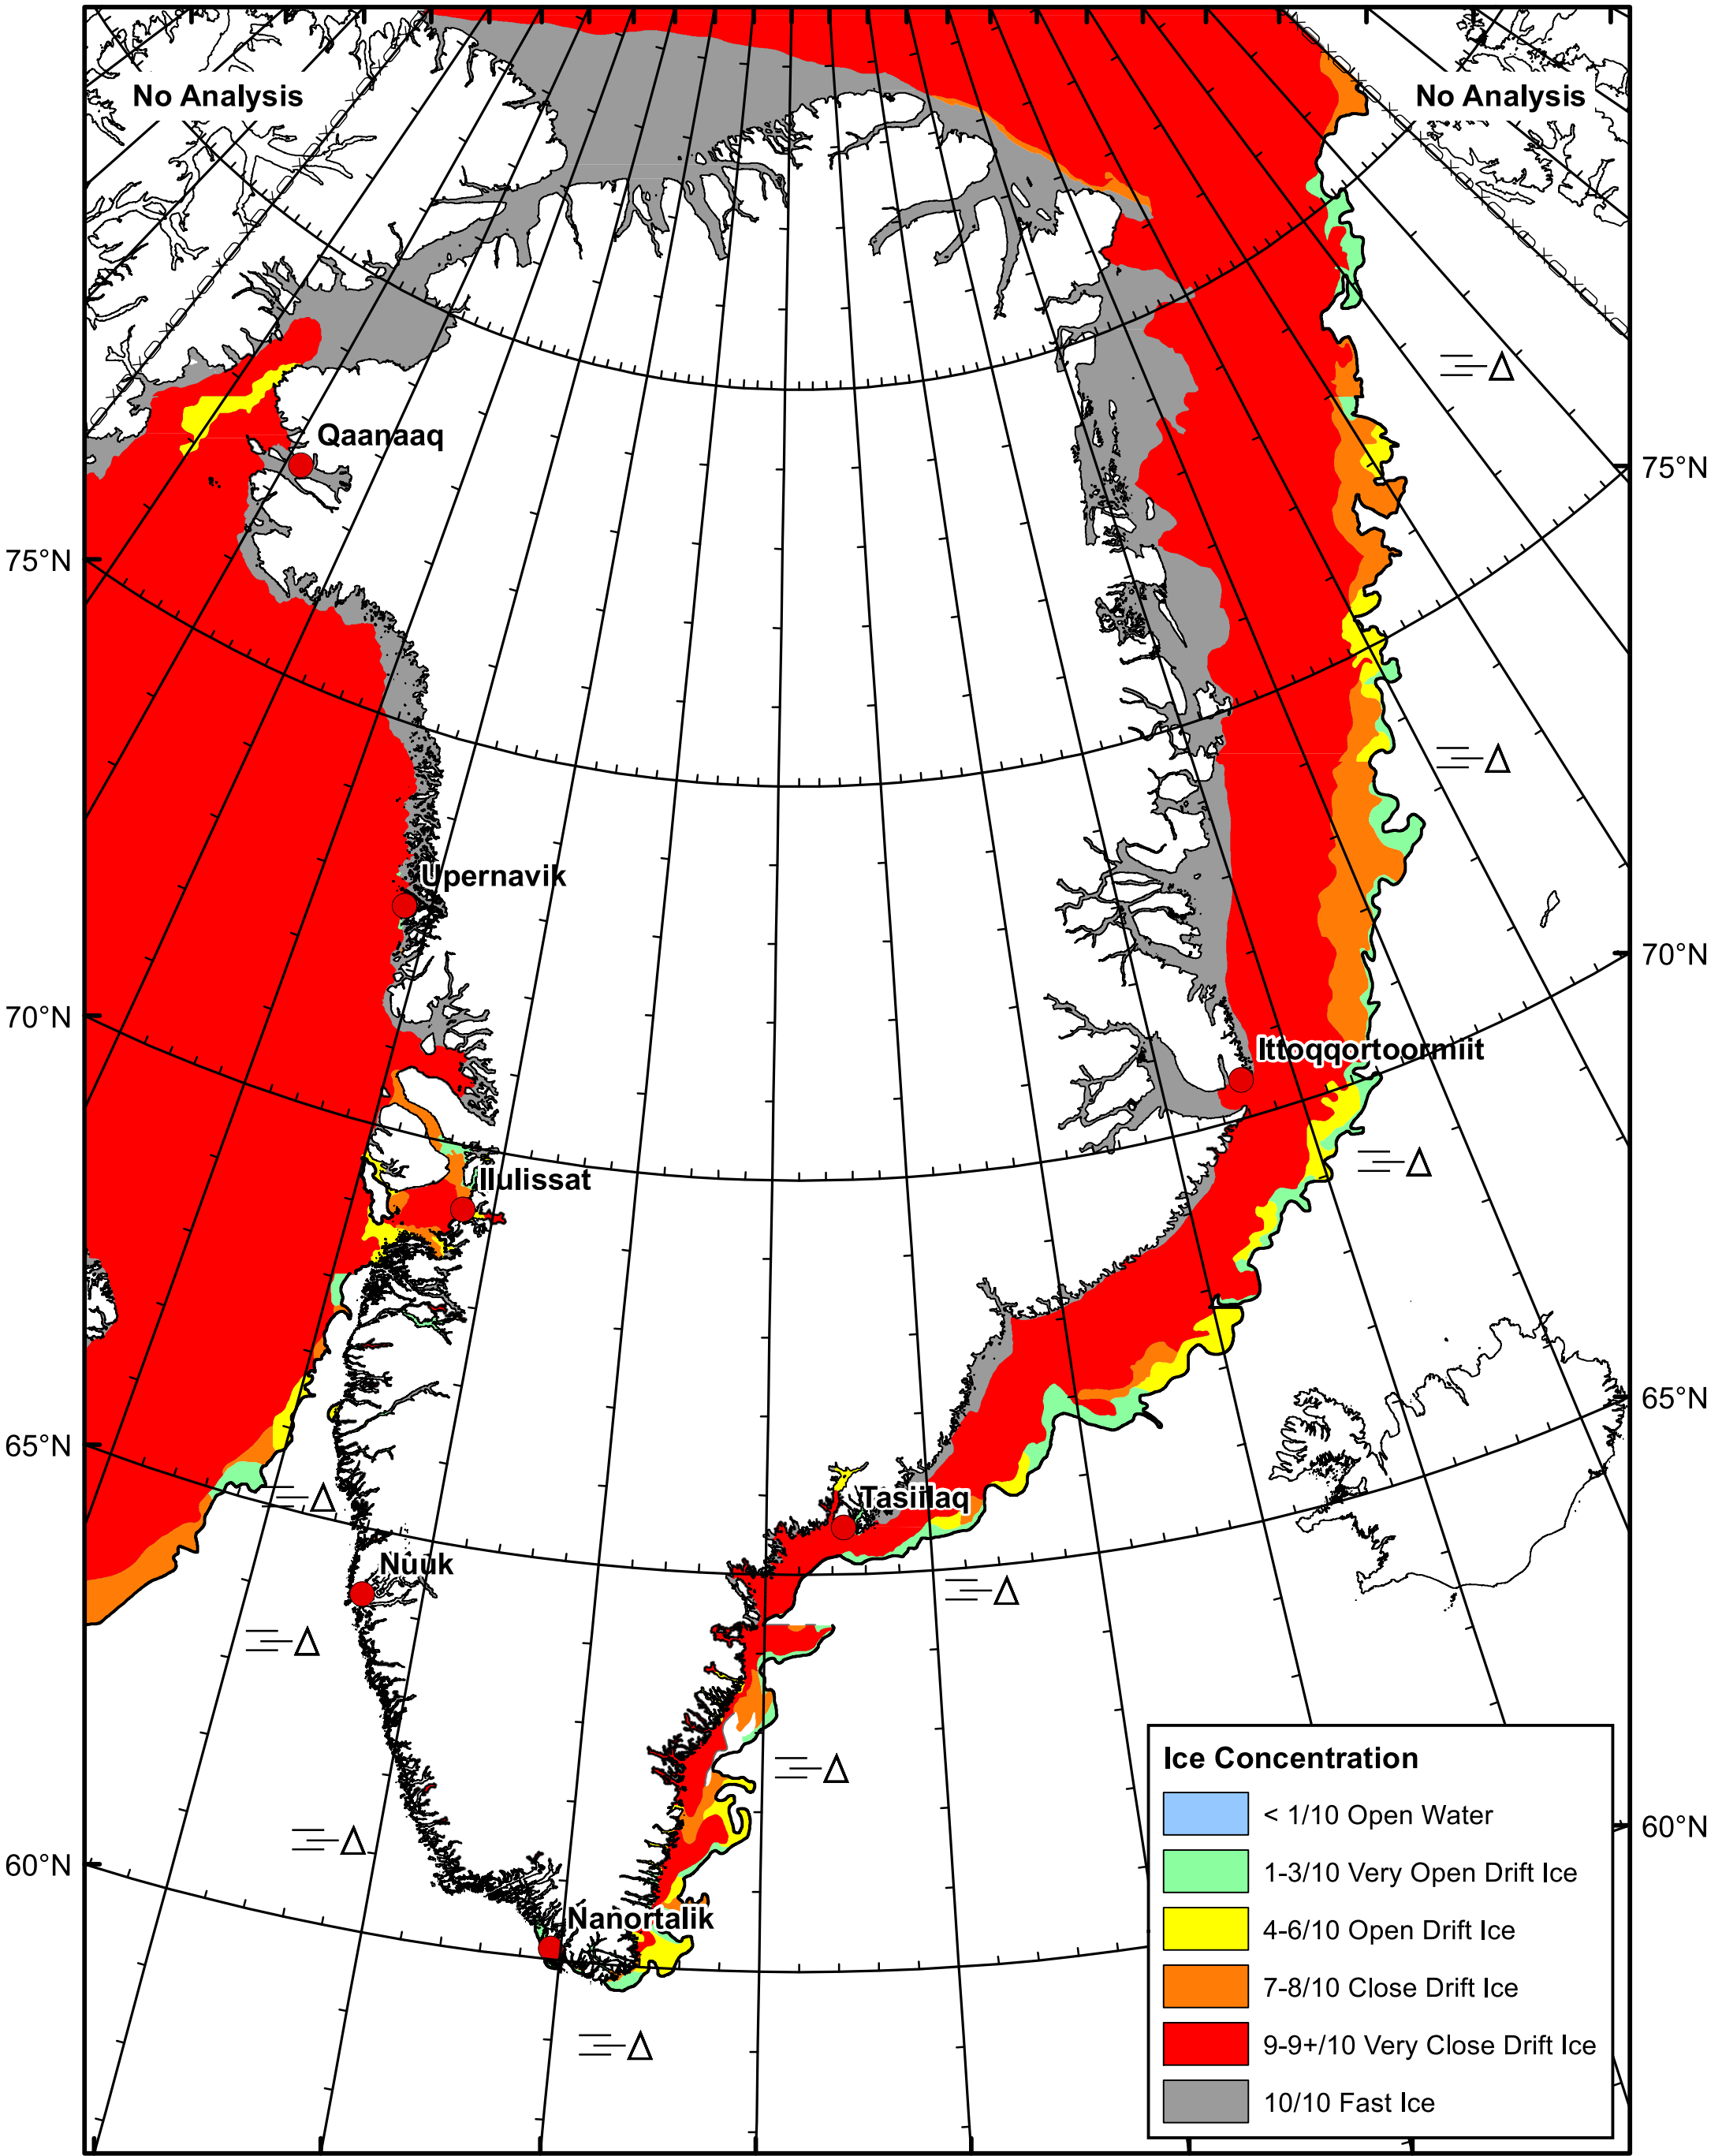 No Analysis
No Analysis
Qaanaaq
75°N
75°N
Upernavik
70°N
70°N
Ittoqqortoormiit
Ilulissat
65°N
65°N
Tasiilaq
Nuuk
60°N
60°N
Nanortalik
Ice Concentration
< 1/10 Open Water
1-3/10 Very Open Drift Ice
4-6/10 Open Drift Ice
7-8/10 Close Drift Ice
9-9+/10 Very Close Drift Ice
10/10 Fast Ice